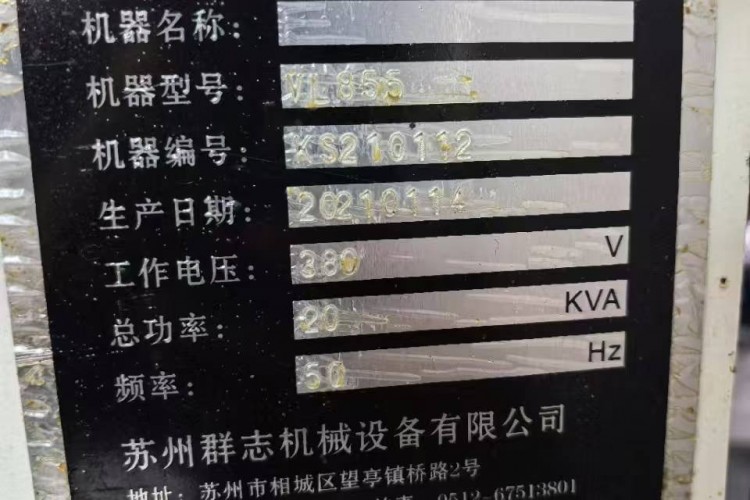 机器名称:
机器型号: VL855
机器编号: XS210112
生产日期: 20210114
工作电压: 380 V
总功率: 20 KVA
频率: 50 Hz
苏州群志机械设备有限公司
地址: 苏州市相城区望亭镇桥路2号
0512-67513801